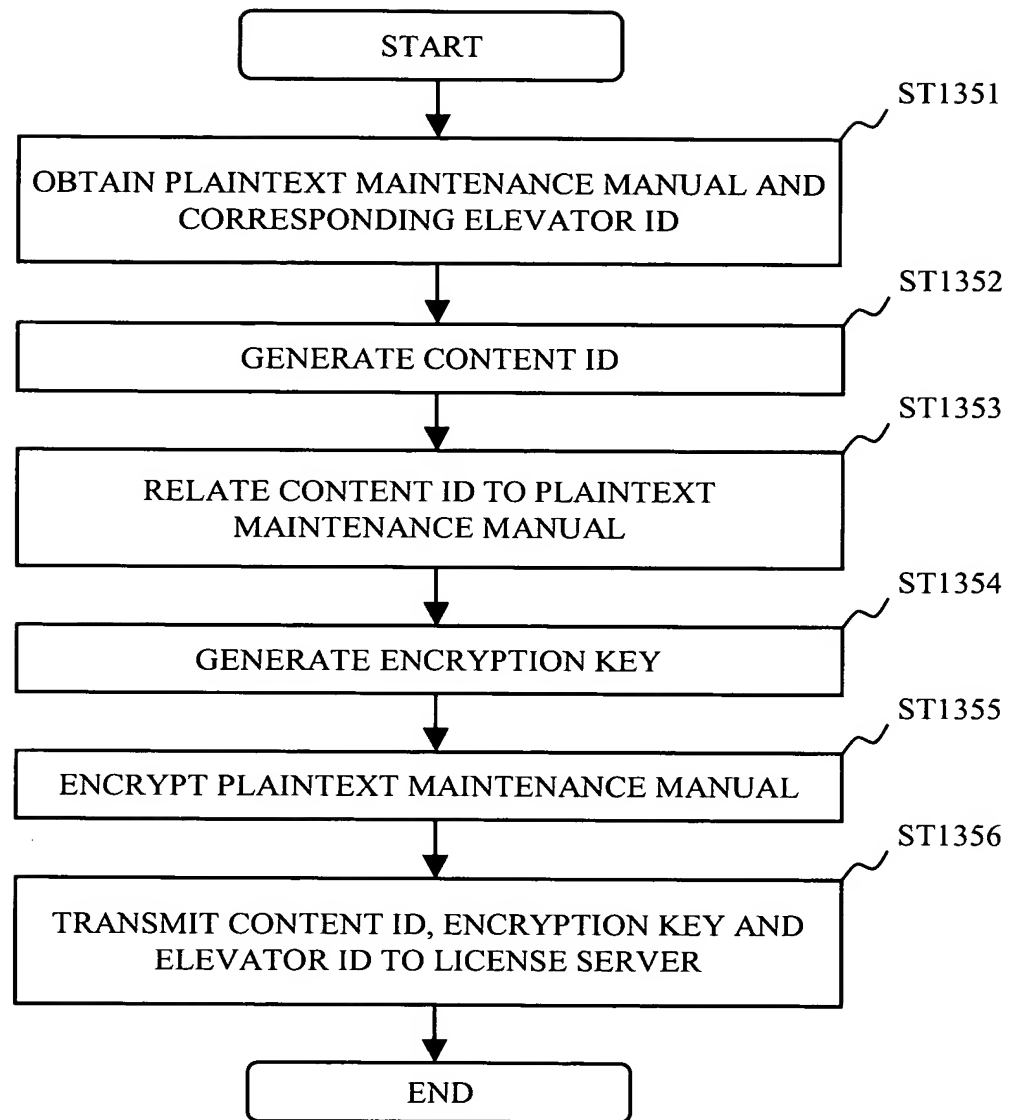 START
ST1351
OBTAIN PLAINTEXT MAINTENANCE MANUAL AND
CORRESPONDING ELEVATOR ID
ST1352
GENERATE CONTENT ID
ST1353
RELATE CONTENT ID TO PLAINTEXT
MAINTENANCE MANUAL
ST1354
GENERATE ENCRYPTION KEY
ST1355
ENCRYPT PLAINTEXT MAINTENANCE MANUAL
ST1356
TRANSMIT CONTENT ID, ENCRYPTION KEY AND
ELEVATOR ID TO LICENSE SERVER
END